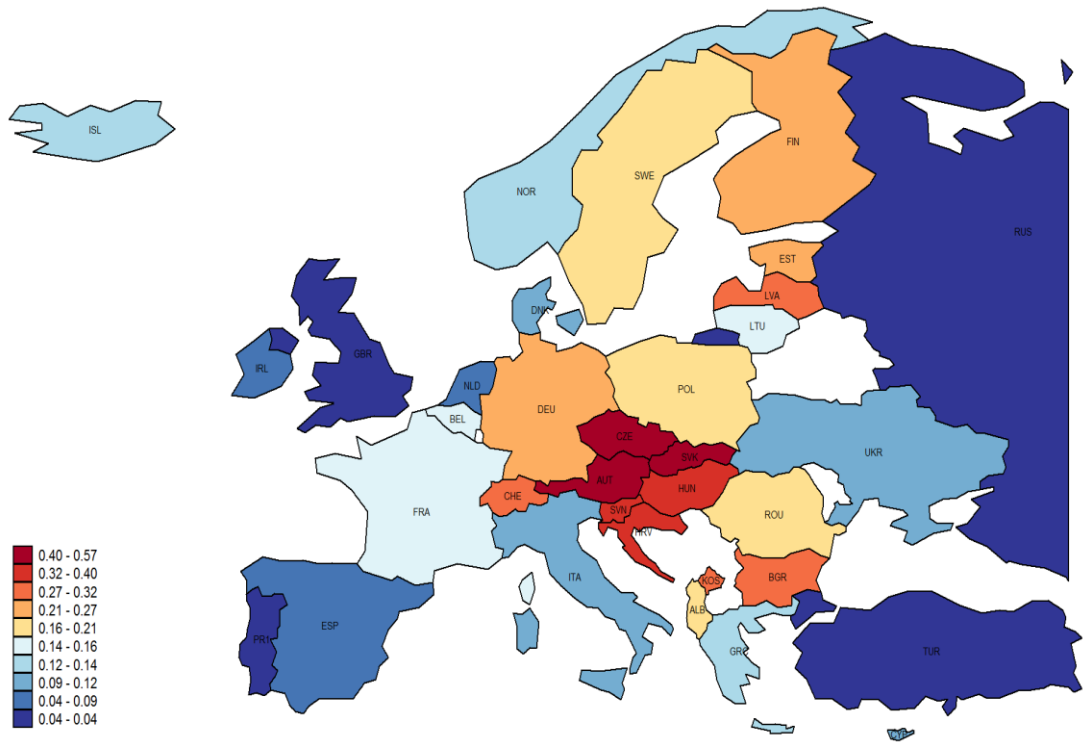 ISL
FIN
SWE
NOR
RUS
EST
LVA
DNK
LTU
GBR
IRL
NLD
POL
DEU
BEL
CZE
UKR
SVK
AUT
HUN
CHE
SVN
FRA
ROU
HRV
ITA
BGR
KOS
ALB
ESP
PRT
GRC
TUR
CYP
0.40 - 0.57
0.32 - 0.40
0.27 - 0.32
0.21 - 0.27
0.16 - 0.21
0.14 - 0.16
0.12 - 0.14
0.09 - 0.12
0.04 - 0.09
0.04 - 0.04